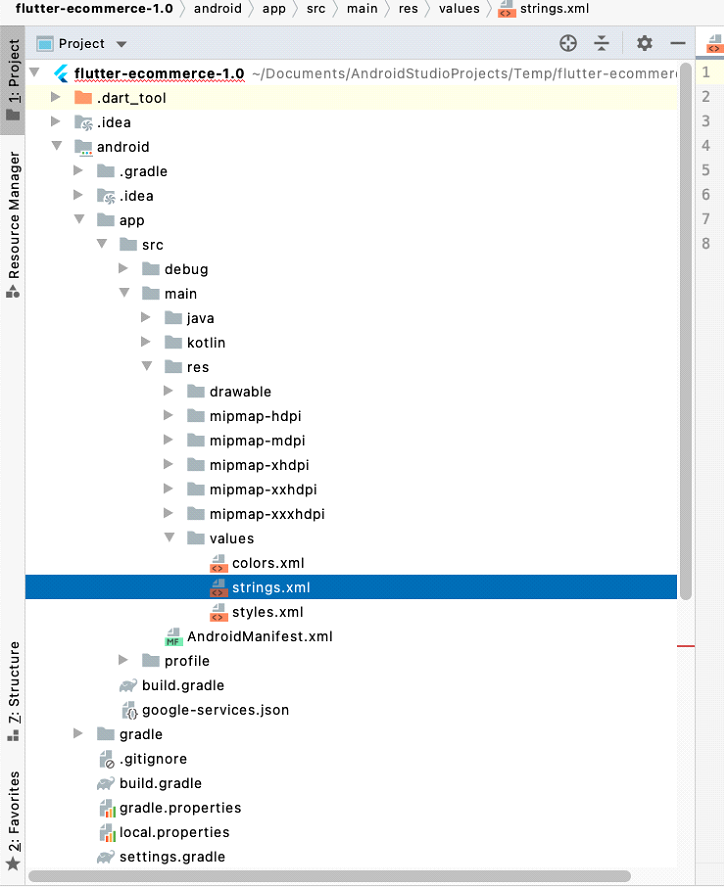 flutter-ecommerce-1.0 android app src main res values strings.xml
1: Project
Resource Manager
7: Structure
2: Favorites
Project
flutter-ecommerce-1.0 ~/Documents/AndroidStudioProjects/Temp/flutter-ecommer
.dart_tool
.idea
android
.gradle
.idea
app
src
debug
main
java
kotlin
res
drawable
mipmap-hdpi
mipmap-mdpi
mipmap-xhdpi
mipmap-xxhdpi
mipmap-xxxhdpi
values
colors.xml
strings.xml
styles.xml
MF AndroidManifest.xml
profile
build.gradle
google-services.json
gradle
.gitignore
build.gradle
gradle.properties
local.properties
settings.gradle
1
2
3
4
5
6
7
8